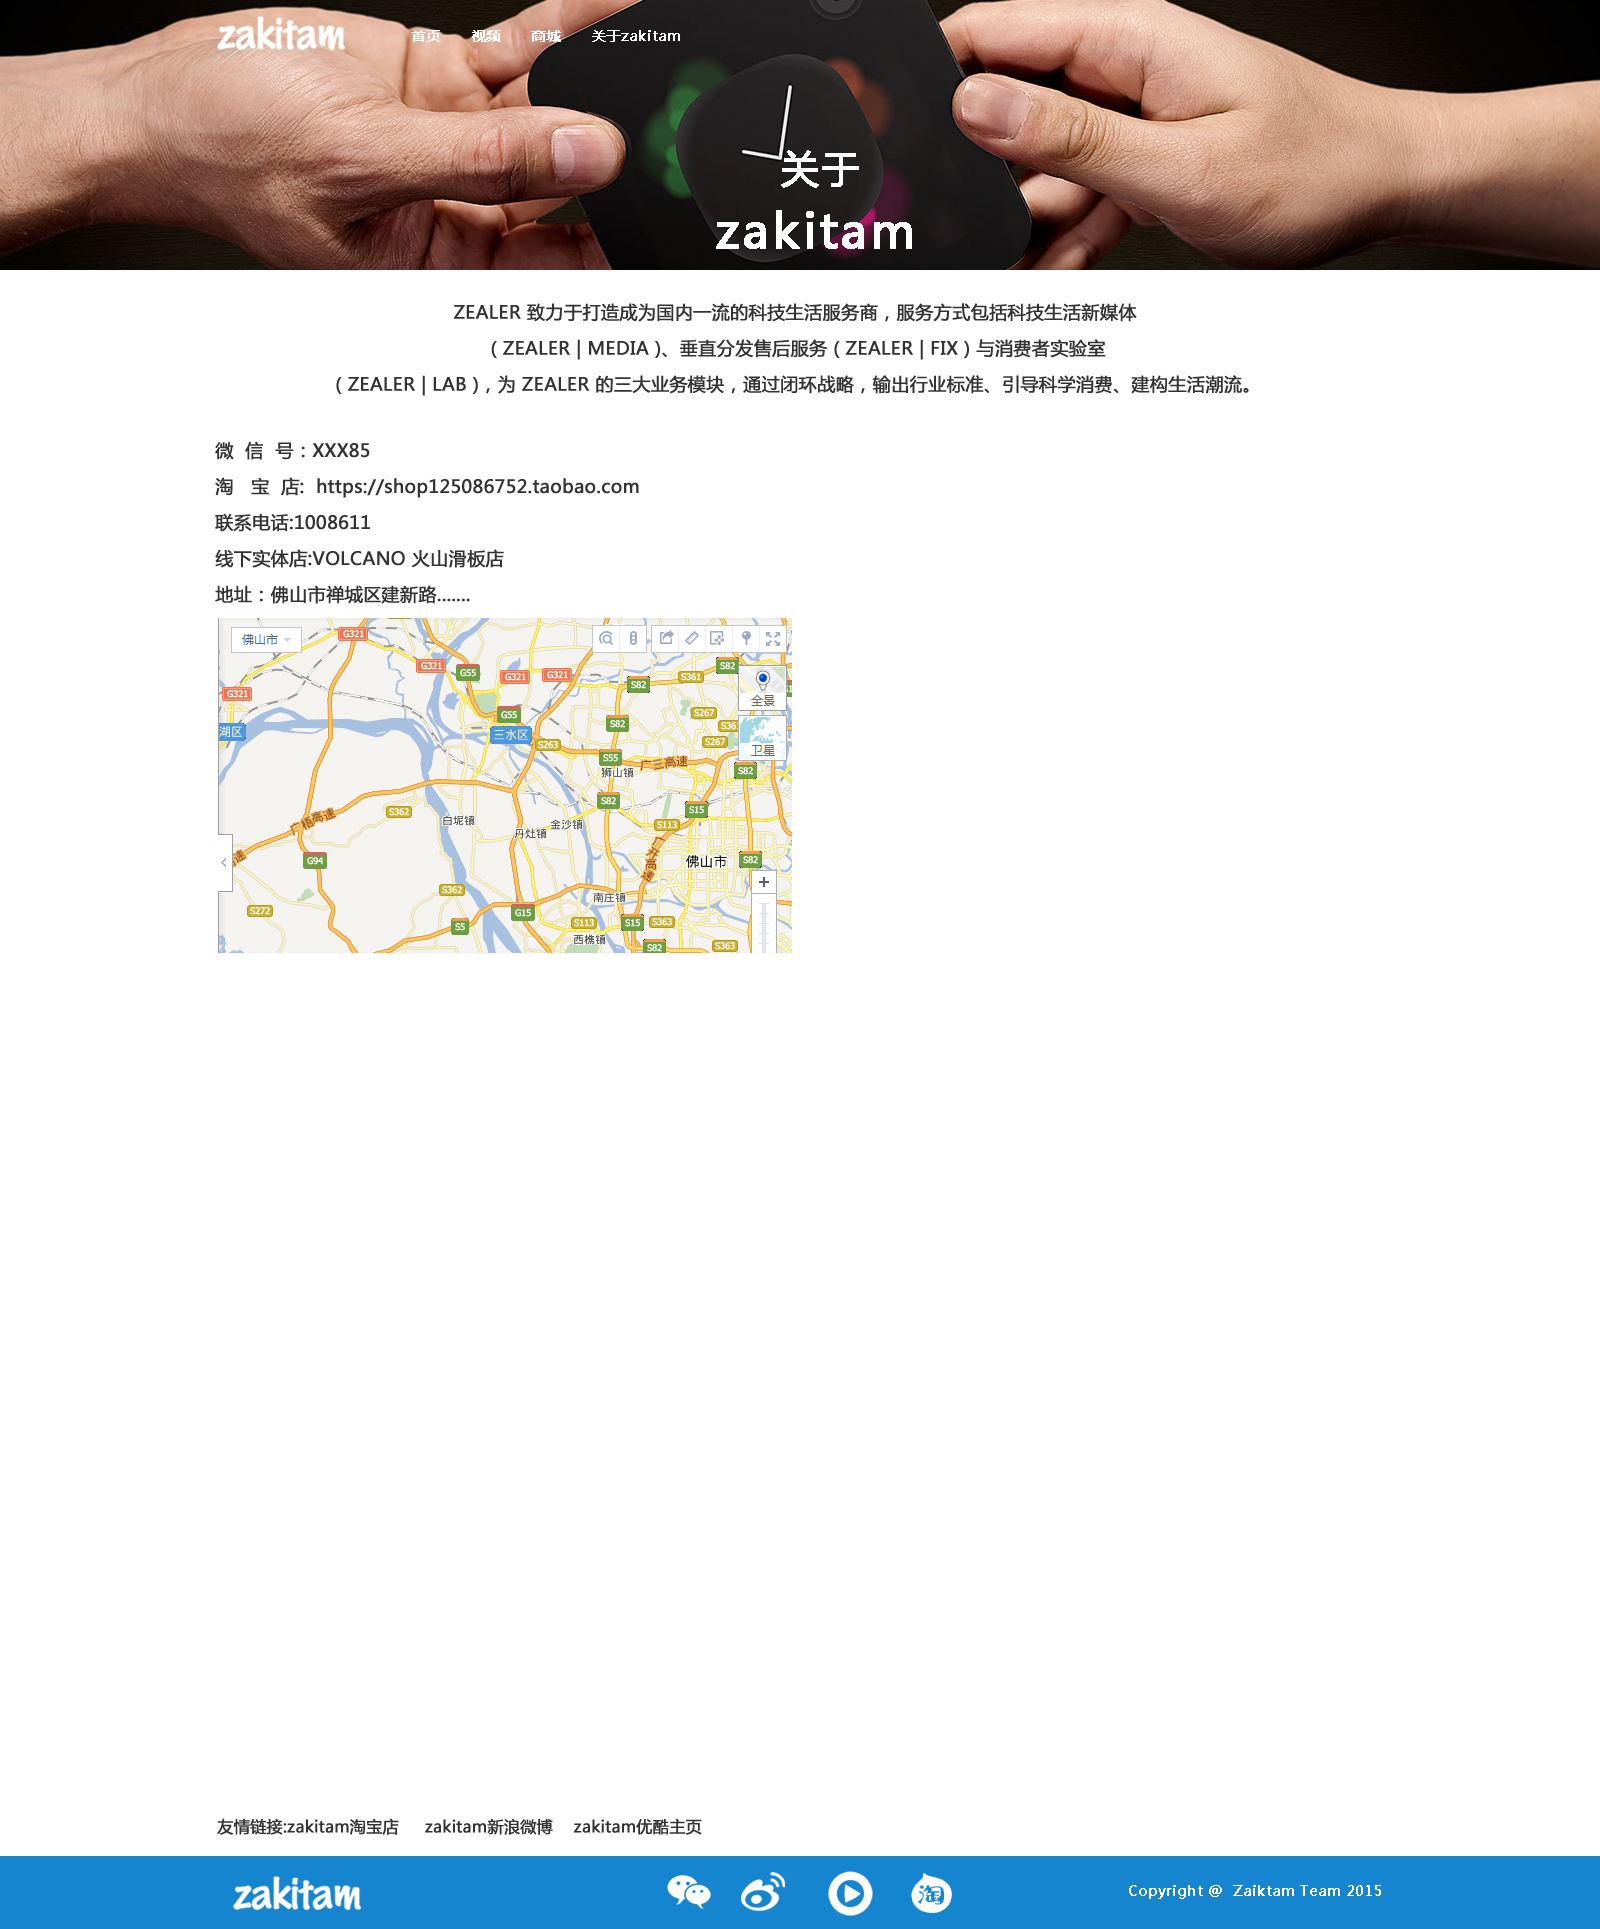 zakitam
首页 视频 商城 关于zakitam
关于
zakitam
ZEALER 致力于打造成为国内一流的科技生活服务商，服务方式包括科技生活新媒体
（ ZEALER | MEDIA ）、垂直分发售后服务（ ZEALER | FIX ）与消费者实验室
（ ZEALER | LAB ），为 ZEALER 的三大业务模块，通过闭环战略，输出行业标准、引导科学消费、建构生活潮流。
微 信 号：XXX85
淘 宝 店: https://shop125086752.taobao.com
联系电话:1008611
线下实体店:VOLCANO 火山滑板店
地址：佛山市禅城区建新路.......
佛山市
G321
G321
G55
G321
G321
S82
S82
S361
G321
全景
G55
S267
S82
S36
湖区
三水区
S263
S267
卫星
S55
广三高速
狮山镇
S82
S82
S362
S15
广梧高速
白坭镇
丹灶镇
金沙镇
S113
广开高速
高速
G94
佛山市
S82
S362
南庄镇
S272
G15
S5
S113
S15
S363
西樵镇
S82
S363
友情链接:zakitam淘宝店 zakitam新浪微博 zakitam优酷主页
zakitam
淘
Copyright @ Zaiktam Team 2015